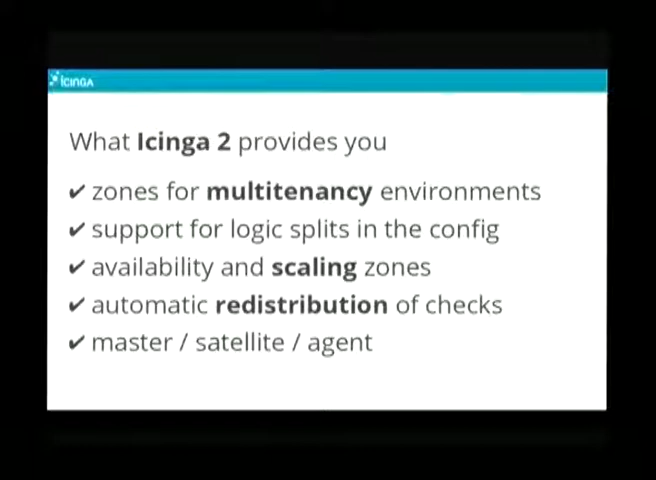 ICINGA
What Icinga 2 provides you
✔ zones for multitenancy environments
✔ support for logic splits in the config
✔ availability and scaling zones
✔ automatic redistribution of checks
✔ master / satellite / agent